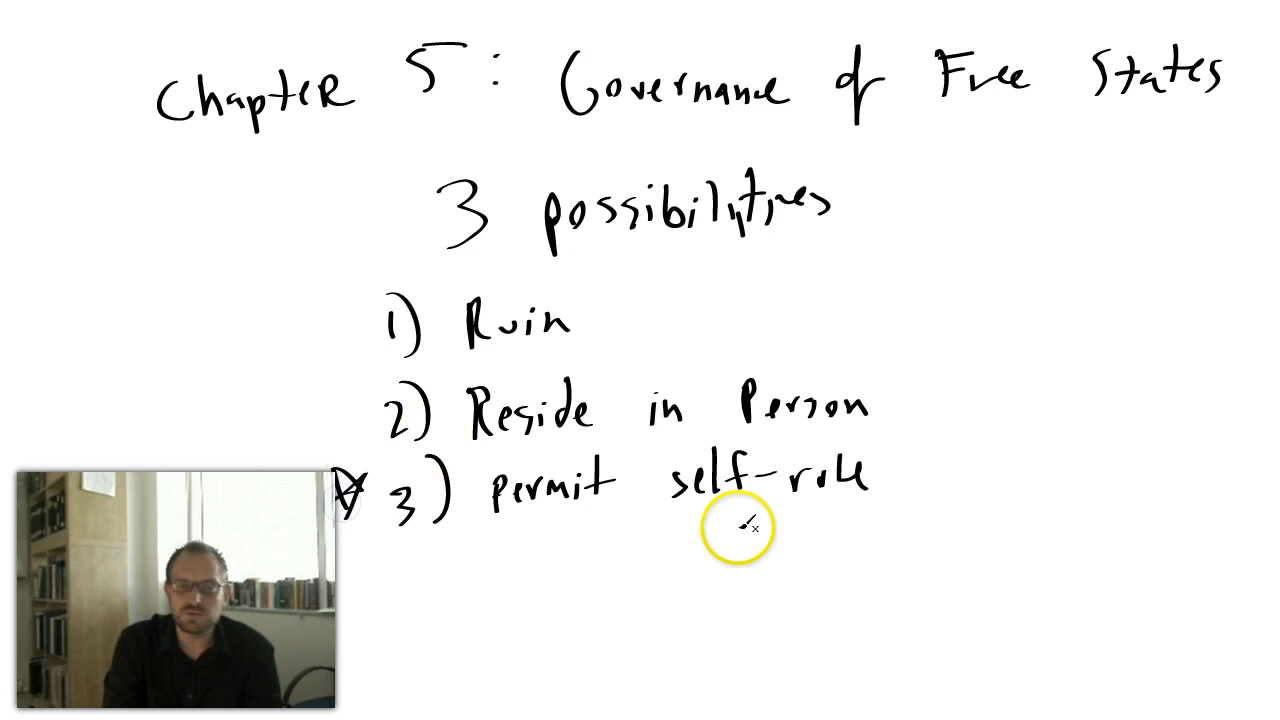 Chapter 5: Governance of Free States
3 possibilities
1) Ruin
2) Reside in Person
3) permit self-rule